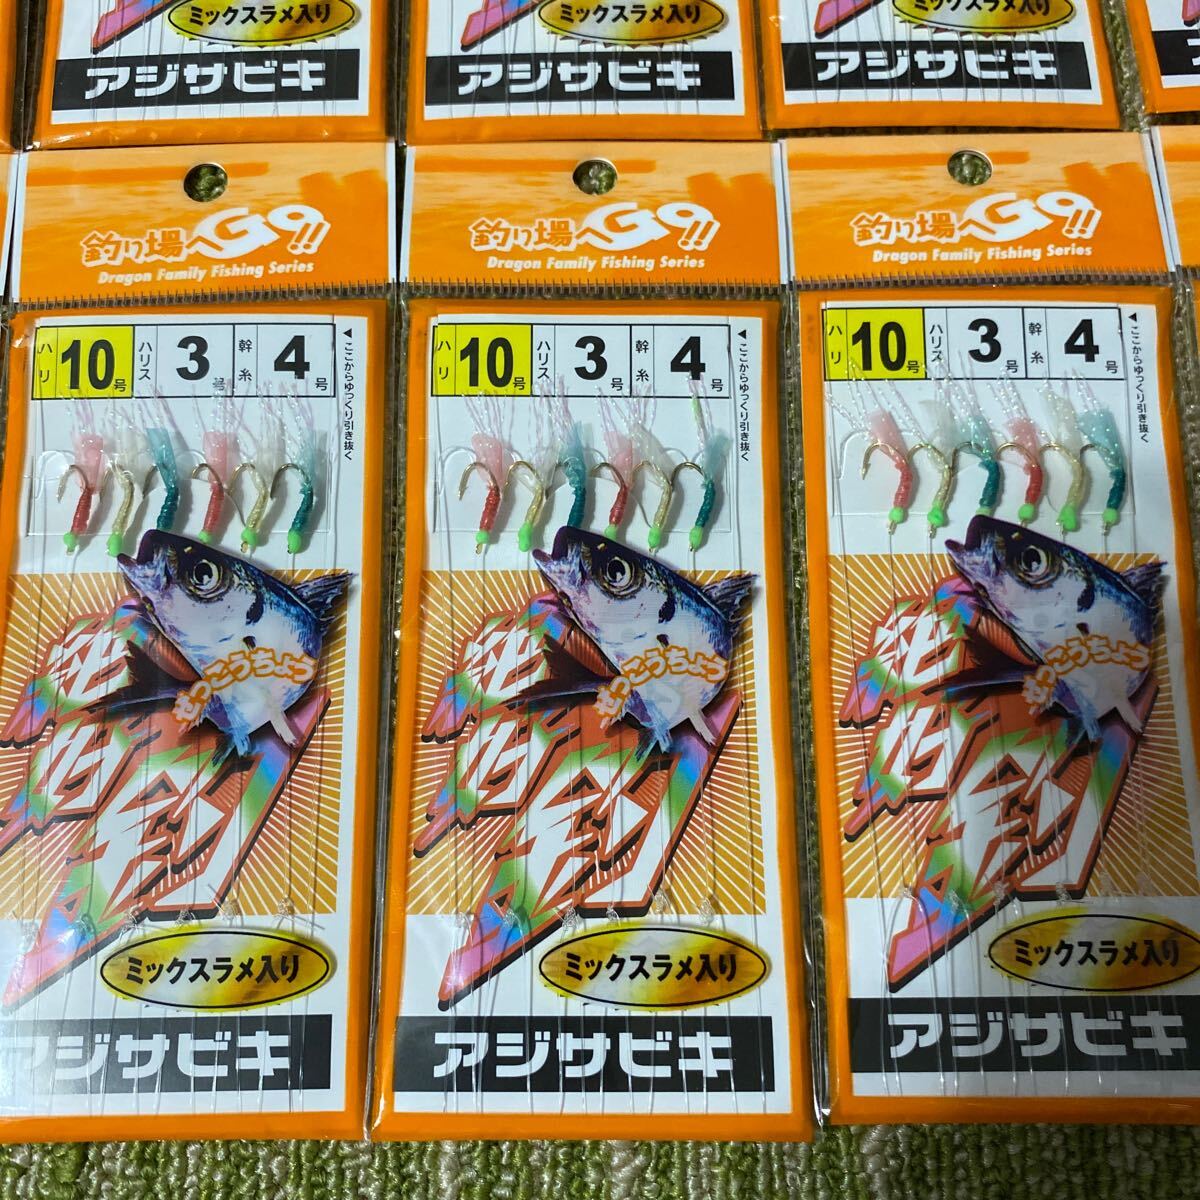 ミックスラメ入り
ミックスラメ入り
ミックスラメ入り
アジサビキ
アジサビキ
アジサビキ
釣り場へGO!!
Dragon Family Fishing Series
釣り場へGO!!
Dragon Family Fishing Series
釣り場へGO!!
Dragon Family Fishing Series
ハリ 10号 ハリス 3号 幹糸 4号
◀ここからゆっくり引き抜く
ハリ 10号 ハリス 3号 幹糸 4号
◀ここからゆっくり引き抜く
ハリ 10号 ハリス 3号 幹糸 4号
◀ここからゆっくり引き抜く
ぜっこうちょう
ぜっこうちょう
ぜっこうちょう
ミックスラメ入り
ミックスラメ入り
ミックスラメ入り
アジサビキ
アジサビキ
アジサビキ